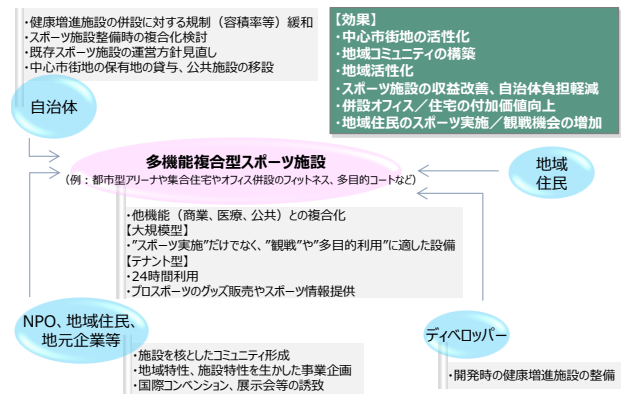 ・健康増進施設の併設に対する規制（容積率等）緩和
・スポーツ施設整備時の複合化検討
・既存スポーツ施設の運営方針見直し
・中心市街地の保有地の貸与、公共施設の移設
自治体
【効果】
・中心市街地の活性化
・地域コミュニティの構築
・地域活性化
・スポーツ施設の収益改善、自治体負担軽減
・併設オフィス／住宅の付加価値向上
・地域住民のスポーツ実施／観戦機会の増加
多機能複合型スポーツ施設
（例：都市型アリーナや集合住宅やオフィス併設のフィットネス、多目的コートなど）
地域
住民
・他機能（商業、医療、公共）との複合化
【大規模型】
・”スポーツ実施”だけでなく、”観戦”や”多目的利用”に適した設備
【テナント型】
・24時間利用
・プロスポーツのグッズ販売やスポーツ情報提供
NPO、地域住民、
地元企業等
・施設を核としたコミュニティ形成
・地域特性、施設特性を生かした事業企画
・国際コンベンション、展示会等の誘致
ディベロッパー
・開発時の健康増進施設の整備